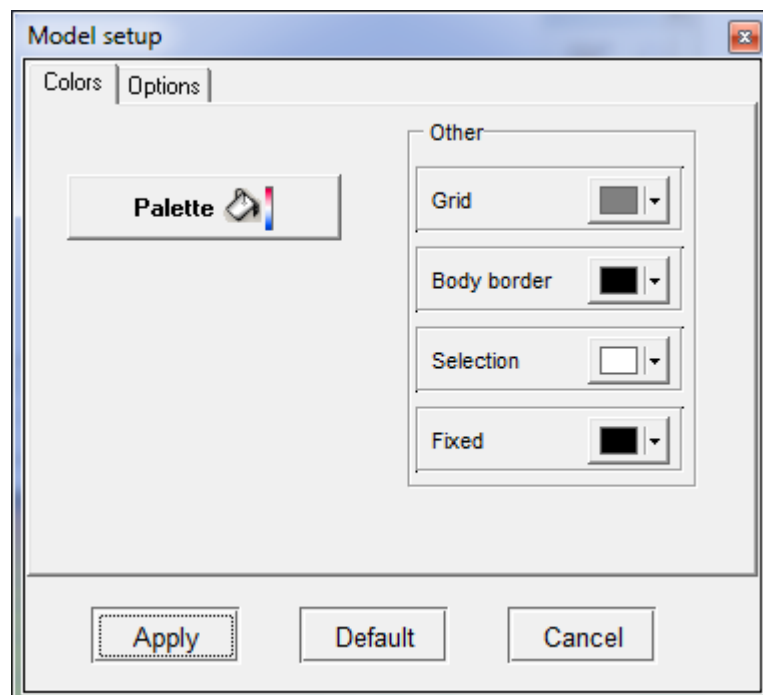 Model setup
Colors
Options
Palette
Other
Grid
Body border
Selection
Fixed
Apply
Default
Cancel